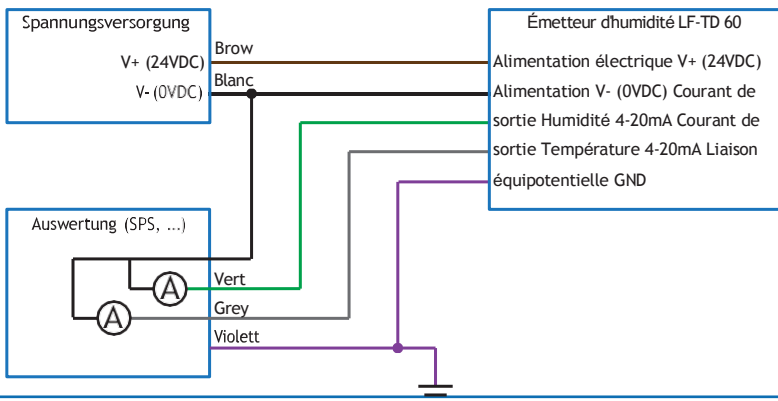 Spannungsversorgung
V+ (24VDC)
V- (0VDC)
Brow
Blanc
Émetteur d'humidité LF-TD 60
Alimentation électrique V+ (24VDC)
Alimentation V- (0VDC) Courant de
sortie Humidité 4-20mA Courant de
sortie Température 4-20mA Liaison
équipotentielle GND
Auswertung (SPS, ...)
A
Vert
A
Grey
Violett